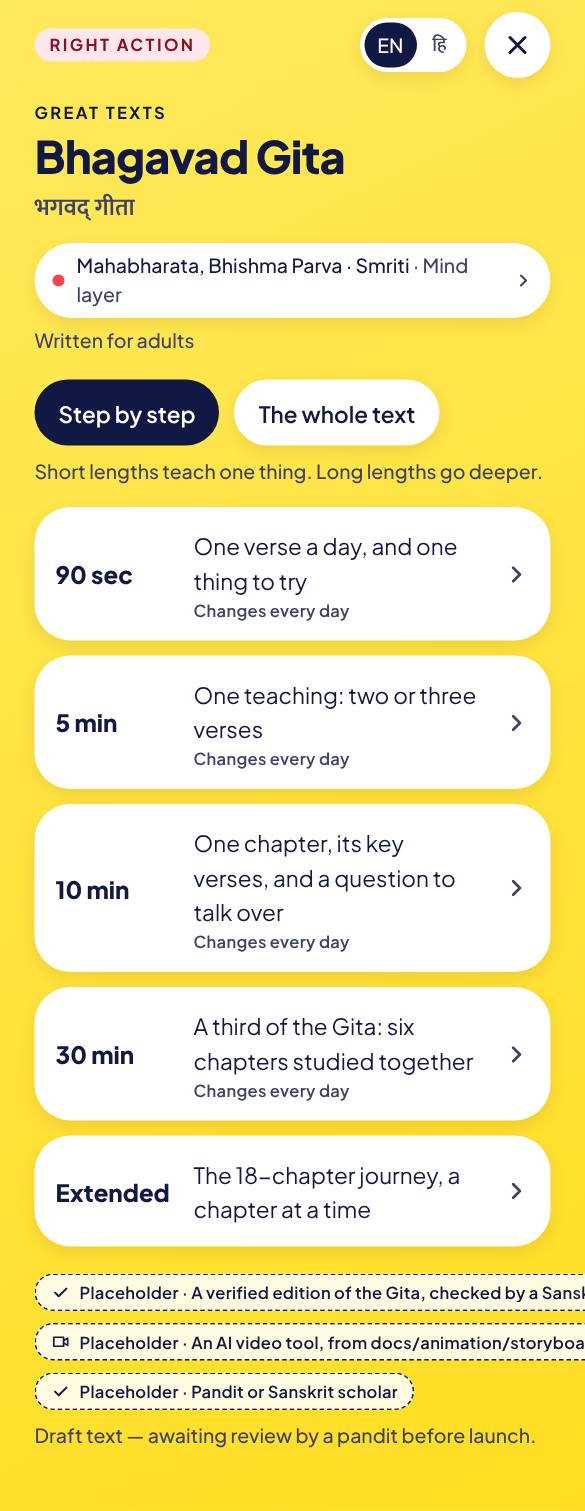 RIGHT ACTION
EN
हि
GREAT TEXTS
Bhagavad Gita
भगवद् गीता
Mahabharata, Bhishma Parva · Smriti · Mind
layer
Written for adults
Step by step
The whole text
Short lengths teach one thing. Long lengths go deeper.
90 sec
One verse a day, and one
thing to try
Changes every day
5 min
One teaching: two or three
verses
Changes every day
10 min
One chapter, its key
verses, and a question to
talk over
Changes every day
30 min
A third of the Gita: six
chapters studied together
Changes every day
Extended
The 18–chapter journey, a
chapter at a time
Placeholder · A verified edition of the Gita, checked by a Sansk
Placeholder · An AI video tool, from docs/animation/storyboa
Placeholder · Pandit or Sanskrit scholar
Draft text — awaiting review by a pandit before launch.